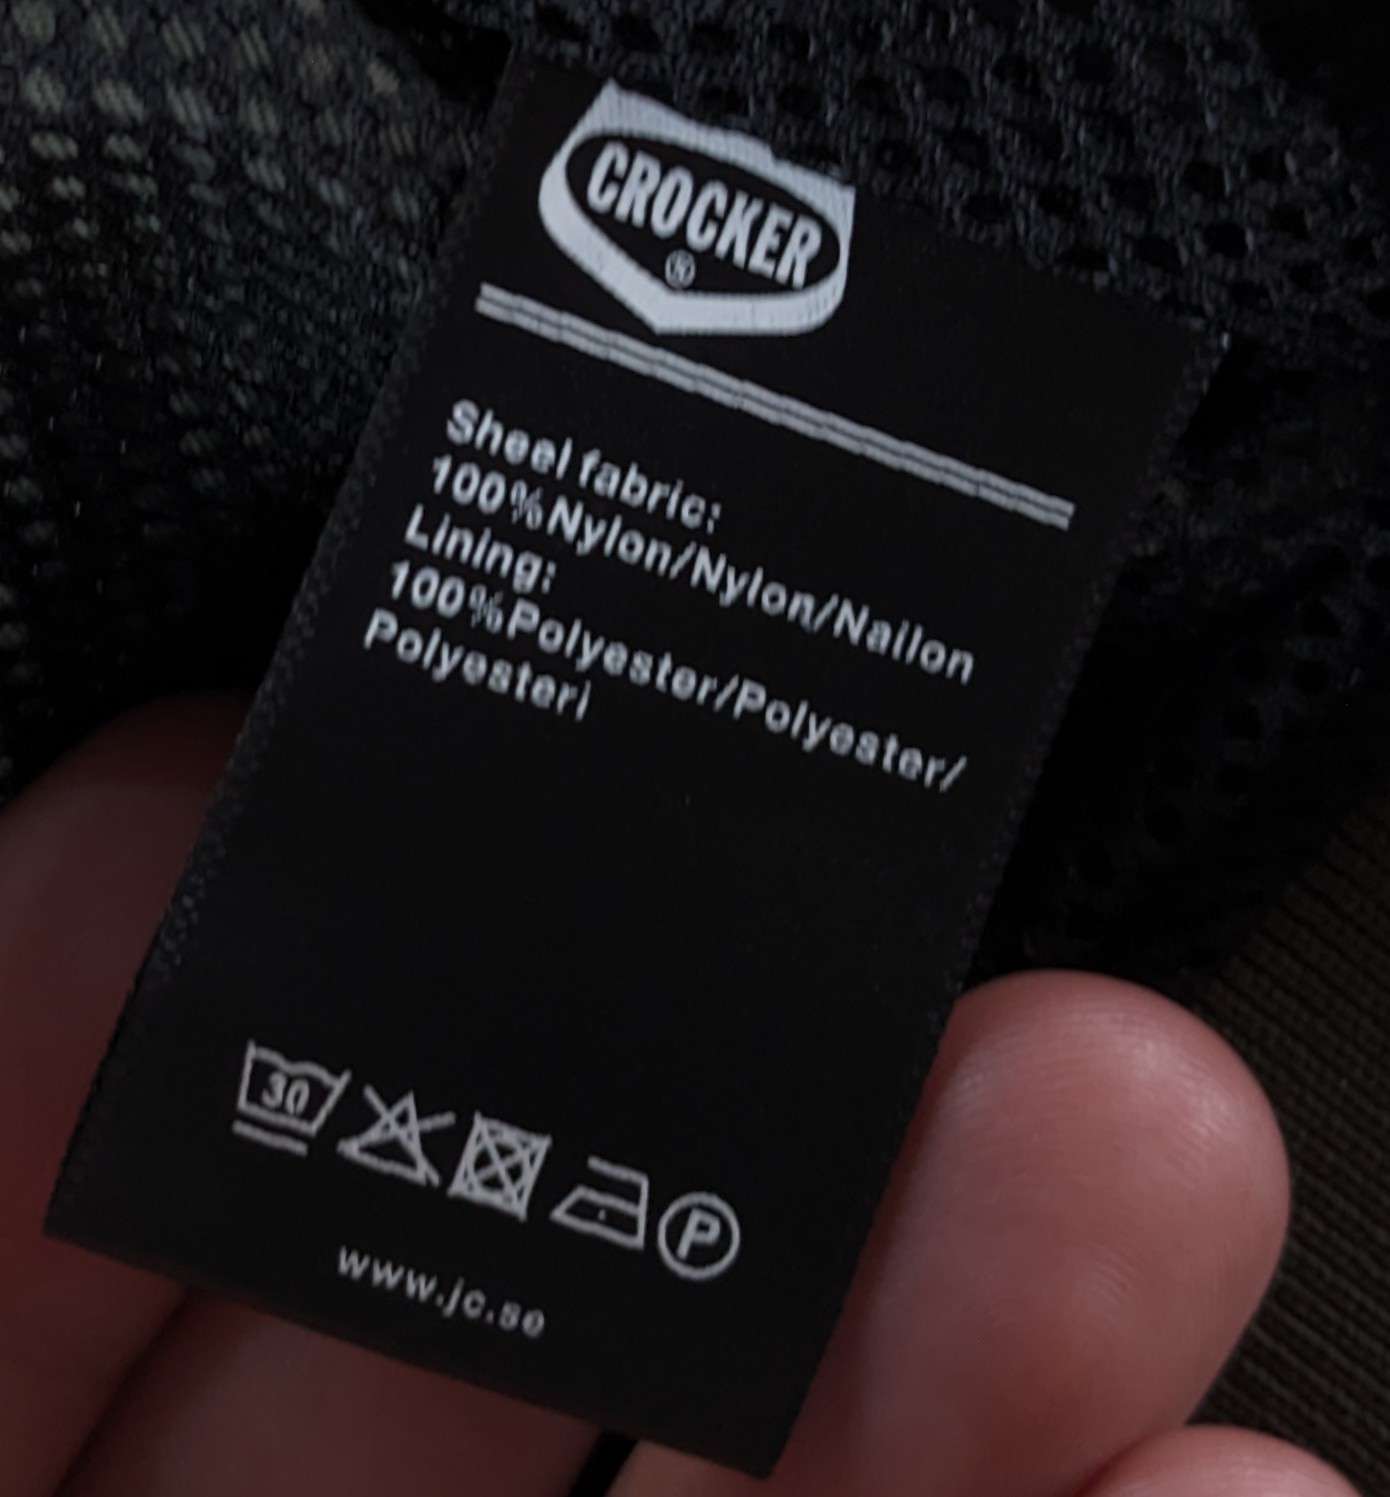 CROCKER
®
Sheel fabric:
100%Nylon/Nylon/Nailon
Lining:
100%Polyester/Polyester/
Polyesteri
30
P
www.jc.se